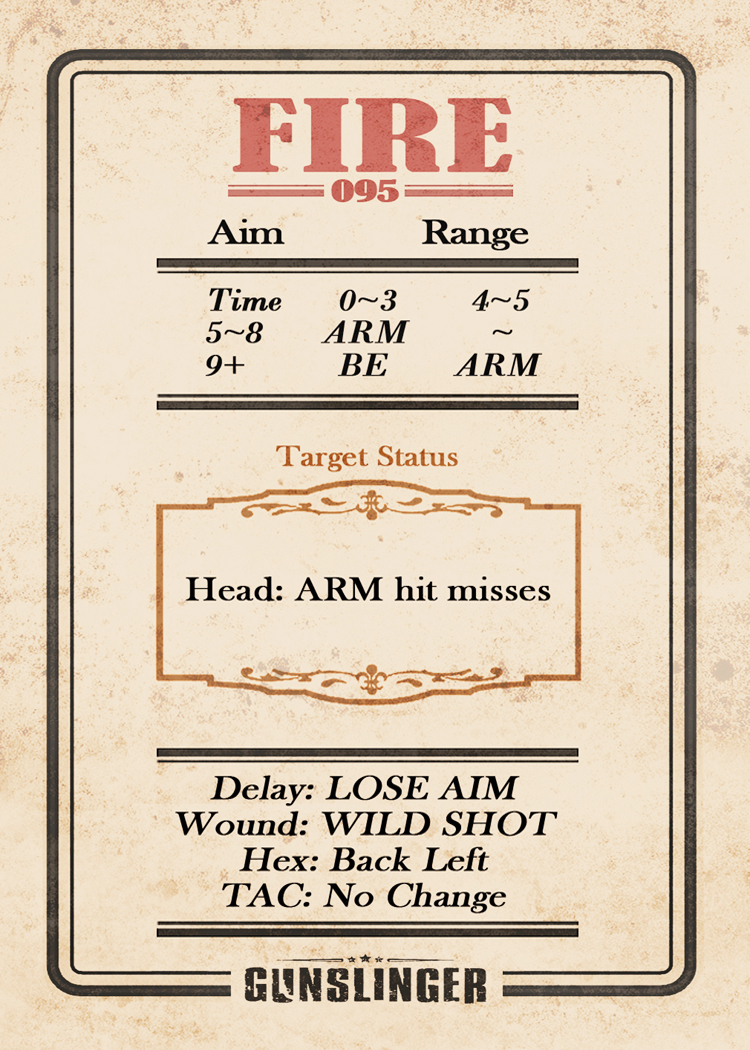 FIRE
095
Aim Range
Time 0~3 4~5
5~8 ARM ~
9+ BE ARM
Target Status
Head: ARM hit misses
Delay: LOSE AIM
Wound: WILD SHOT
Hex: Back Left
TAC: No Change
GUNSLINGER